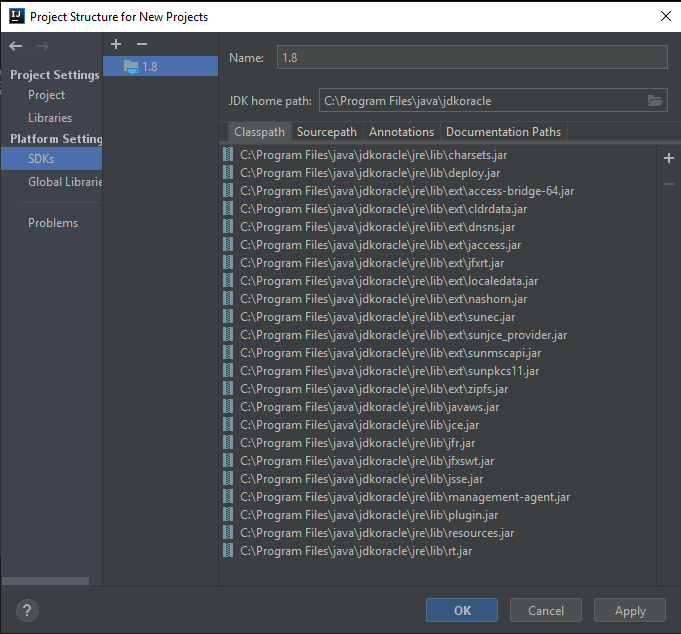 IJ
Project Structure for New Projects
Project Settings
Project
Libraries
Platform Setting
SDKs
Global Librarie
Problems
1.8
Name:
1.8
JDK home path:
C:\Program Files\java\jdkoracle
Classpath Sourcepath Annotations Documentation Paths
C:\Program Files\java\jdkoracle\jre\lib\charsets.jar
C:\Program Files\java\jdkoracle\jre\lib\deploy.jar
C:\Program Files\java\jdkoracle\jre\lib\ext\access-bridge-64.jar
C:\Program Files\java\jdkoracle\jre\lib\ext\cldrdata.jar
C:\Program Files\java\jdkoracle\jre\lib\ext\dnsns.jar
C:\Program Files\java\jdkoracle\jre\lib\ext\jaccess.jar
C:\Program Files\java\jdkoracle\jre\lib\ext\jfxrt.jar
C:\Program Files\java\jdkoracle\jre\lib\ext\localedata.jar
C:\Program Files\java\jdkoracle\jre\lib\ext\nashorn.jar
C:\Program Files\java\jdkoracle\jre\lib\ext\sunec.jar
C:\Program Files\java\jdkoracle\jre\lib\ext\sunjce_provider.jar
C:\Program Files\java\jdkoracle\jre\lib\ext\sunmscapi.jar
C:\Program Files\java\jdkoracle\jre\lib\ext\sunpkcs11.jar
C:\Program Files\java\jdkoracle\jre\lib\ext\zipfs.jar
C:\Program Files\java\jdkoracle\jre\lib\javaws.jar
C:\Program Files\java\jdkoracle\jre\lib\jce.jar
C:\Program Files\java\jdkoracle\jre\lib\jfr.jar
C:\Program Files\java\jdkoracle\jre\lib\jfxswt.jar
C:\Program Files\java\jdkoracle\jre\lib\jsse.jar
C:\Program Files\java\jdkoracle\jre\lib\management-agent.jar
C:\Program Files\java\jdkoracle\jre\lib\plugin.jar
C:\Program Files\java\jdkoracle\jre\lib\resources.jar
C:\Program Files\java\jdkoracle\jre\lib\rt.jar
?
OK Cancel Apply